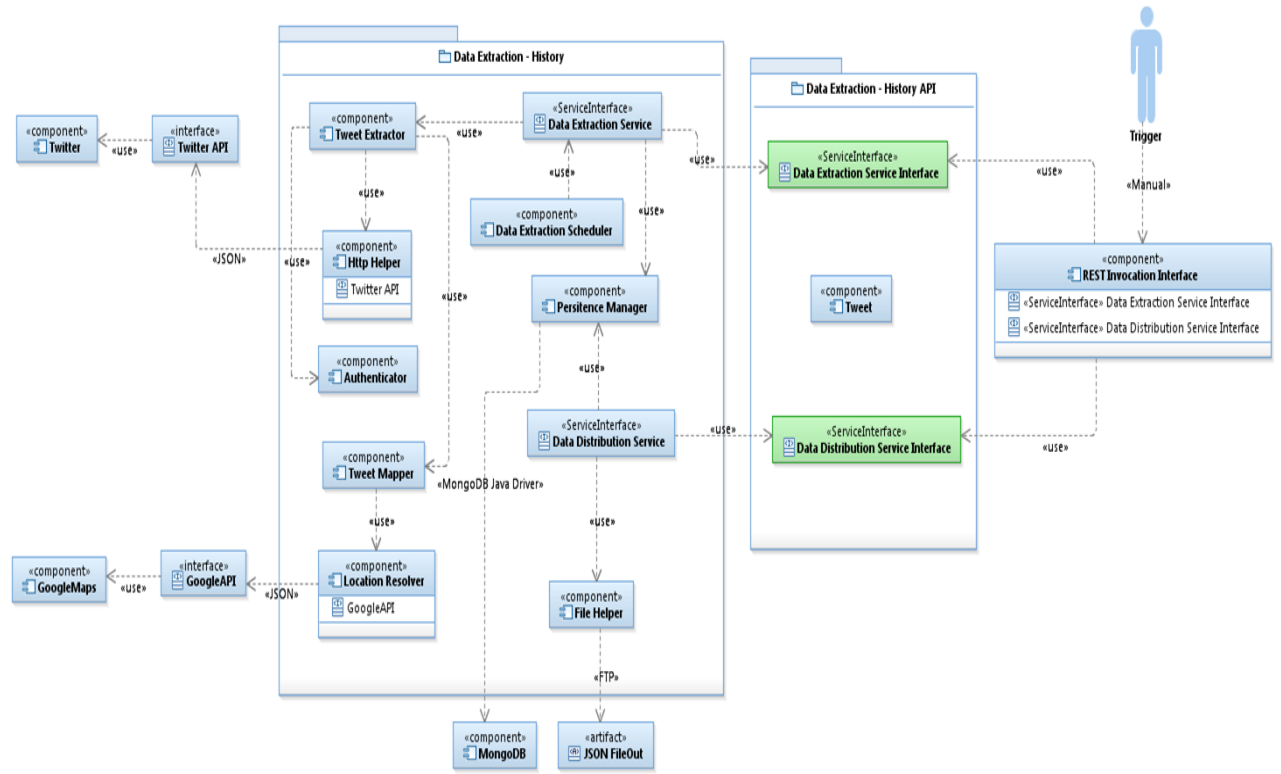 Data Extraction - History
Data Extraction - History API
Trigger
«Manual»
«component»
Twitter
«use»
«interface»
Twitter API
«JSON»
«component»
Tweet Extractor
«use»
«ServiceInterface»
Data Extraction Service
«use»
«use»
«component»
Data Extraction Scheduler
«use»
«use»
«use»
«use»
«component»
Http Helper
Twitter API
«component»
Authenticator
«component»
Persitence Manager
«use»
«ServiceInterface»
Data Distribution Service
«use»
«use»
«MongoDB Java Driver»
«component»
Tweet Mapper
«use»
«component»
Location Resolver
GoogleAPI
«JSON»
«interface»
GoogleAPI
«use»
«component»
GoogleMaps
«component»
File Helper
«FTP»
«component»
MongoDB
«artifact»
JSON FileOut
«ServiceInterface»
Data Extraction Service Interface
«use»
«component»
Tweet
«ServiceInterface»
Data Distribution Service Interface
«use»
«component»
REST Invocation Interface
«ServiceInterface» Data Extraction Service Interface
«ServiceInterface» Data Distribution Service Interface